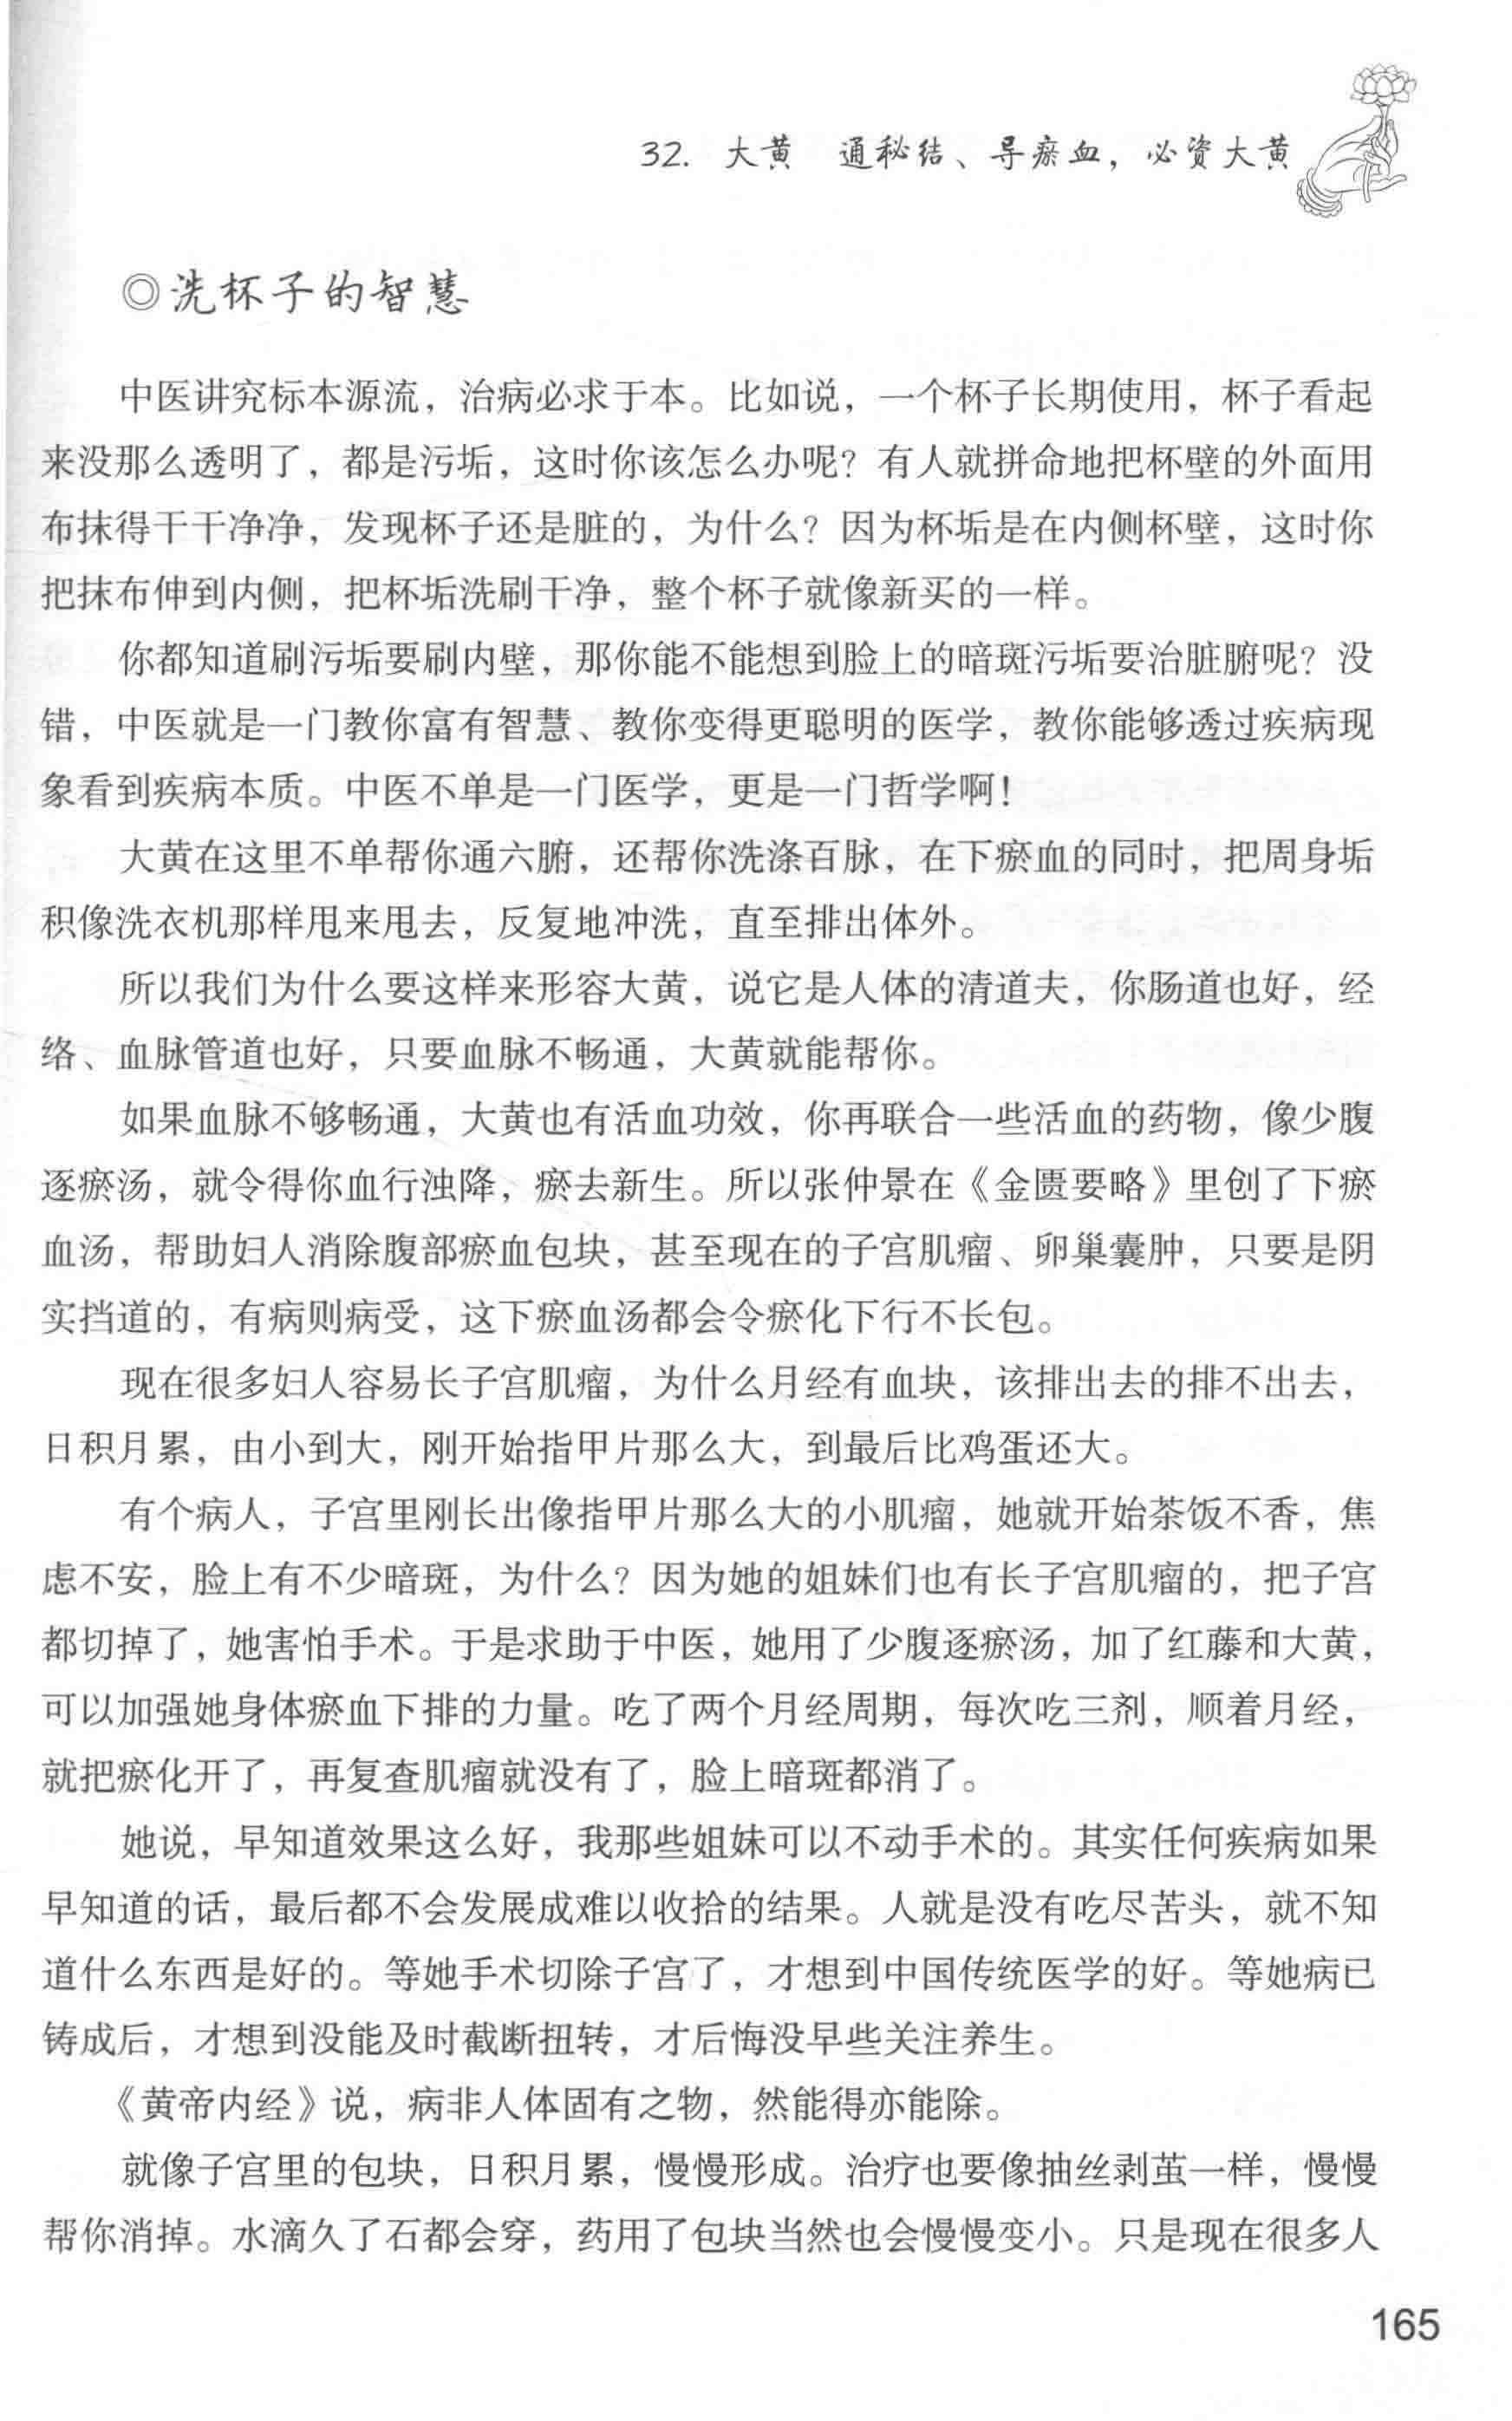 32. 大黄 通秘结、导瘀血，必资大黄
◎洗杯子的智慧
中医讲究标本源流，治病必求于本。比如说，一个杯子长期使用，杯子看起
来没那么透明了，都是污垢，这时你该怎么办呢？有人就拼命地把杯壁的外面用
布抹得干干净净，发现杯子还是脏的，为什么？因为杯垢是在内侧杯壁，这时你
把抹布伸到内侧，把杯垢洗刷干净，整个杯子就像新买的一样。
你都知道刷污垢要刷内壁，那你能不能想到脸上的暗斑污垢要治脏腑呢？没
错，中医就是一门教你富有智慧、教你变得更聪明的医学，教你能够透过疾病现
象看到疾病本质。中医不单是一门医学，更是一门哲学啊！
大黄在这里不单帮你通六腑，还帮你洗涤百脉，在下瘀血的同时，把周身垢
积像洗衣机那样甩来甩去，反复地冲洗，直至排出体外。
所以我们为什么要这样来形容大黄，说它是人体的清道夫，你肠道也好，经
络、血脉管道也好，只要血脉不畅通，大黄就能帮你。
如果血脉不够畅通，大黄也有活血功效，你再联合一些活血的药物，像少腹
逐瘀汤，就令得你血行浊降，瘀去新生。所以张仲景在《金匮要略》里创了下瘀
血汤，帮助妇人消除腹部瘀血包块，甚至现在的子宫肌瘤、卵巢囊肿，只要是阴
实挡道的，有病则病受，这下瘀血汤都会令瘀化下行不长包。
现在很多妇人容易长子宫肌瘤，为什么月经有血块，该排出去的排不出去，
日积月累，由小到大，刚开始指甲片那么大，到最后比鸡蛋还大。
有个病人，子宫里刚长出像指甲片那么大的小肌瘤，她就开始茶饭不香，焦
虑不安，脸上有不少暗斑，为什么？因为她的姐妹们也有长子宫肌瘤的，把子宫
都切掉了，她害怕手术。于是求助于中医，她用了少腹逐瘀汤，加了红藤和大黄，
可以加强她身体瘀血下排的力量。吃了两个月经周期，每次吃三剂，顺着月经，
就把瘀化开了，再复查肌瘤就没有了，脸上暗斑都消了。
她说，早知道效果这么好，我那些姐妹可以不动手术的。其实任何疾病如果
早知道的话，最后都不会发展成难以收拾的结果。人就是没有吃尽苦头，就不知
道什么东西是好的。等她手术切除子宫了，才想到中国传统医学的好。等她病已
铸成后，才想到没能及时截断扭转，才后悔没早些关注养生。
《黄帝内经》说，病非人体固有之物，然能得亦能除。
就像子宫里的包块，日积月累，慢慢形成。治疗也要像抽丝剥茧一样，慢慢
帮你消掉。水滴久了石都会穿，药用了包块当然也会慢慢变小。只是现在很多人
165